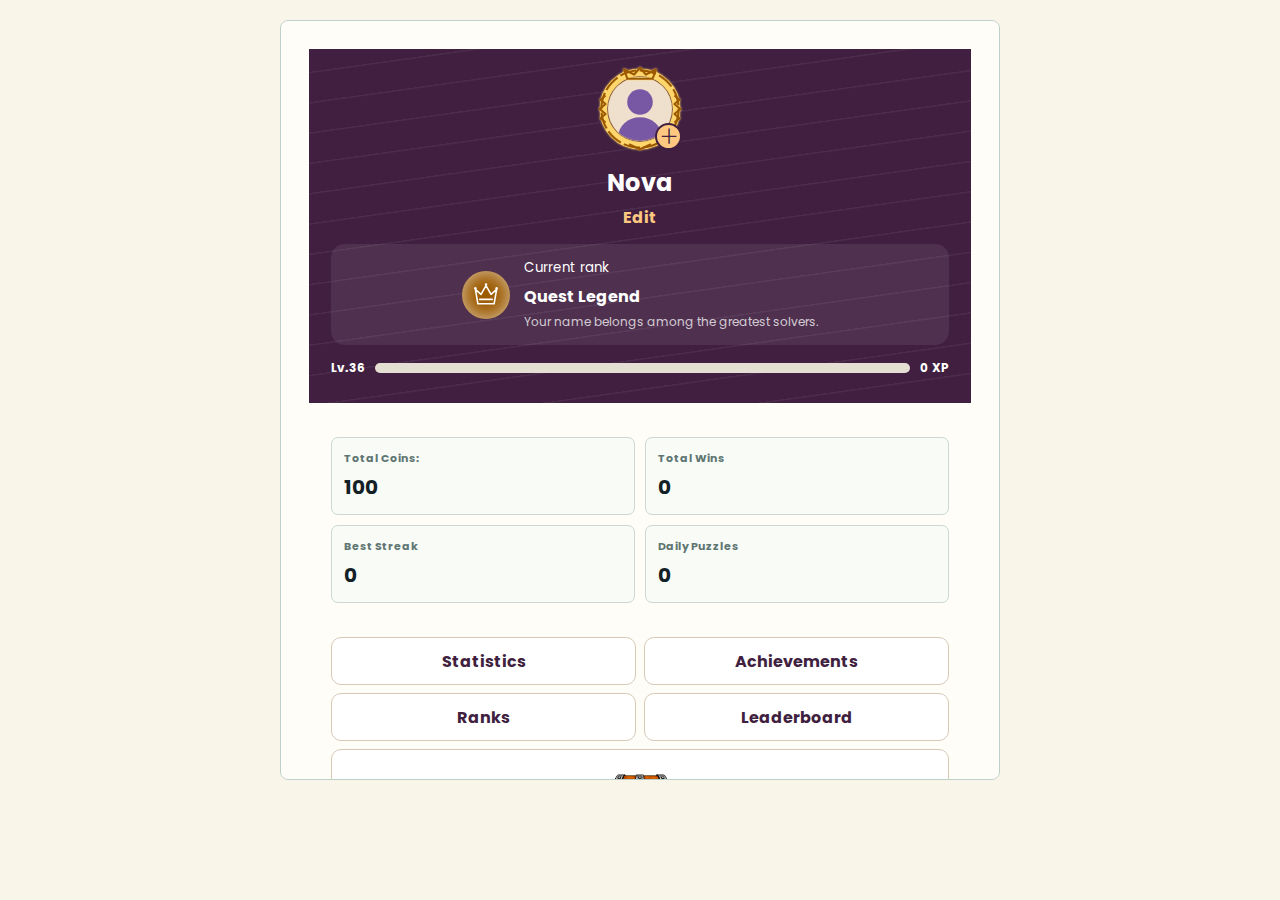 Nova
Edit
Current rank
Quest Legend
Your name belongs among the greatest solvers.
Lv.36 0 XP
Total Coins: Total Wins
100 0
Best Streak Daily Puzzles
0 0
Statistics Achievements
Ranks Leaderboard